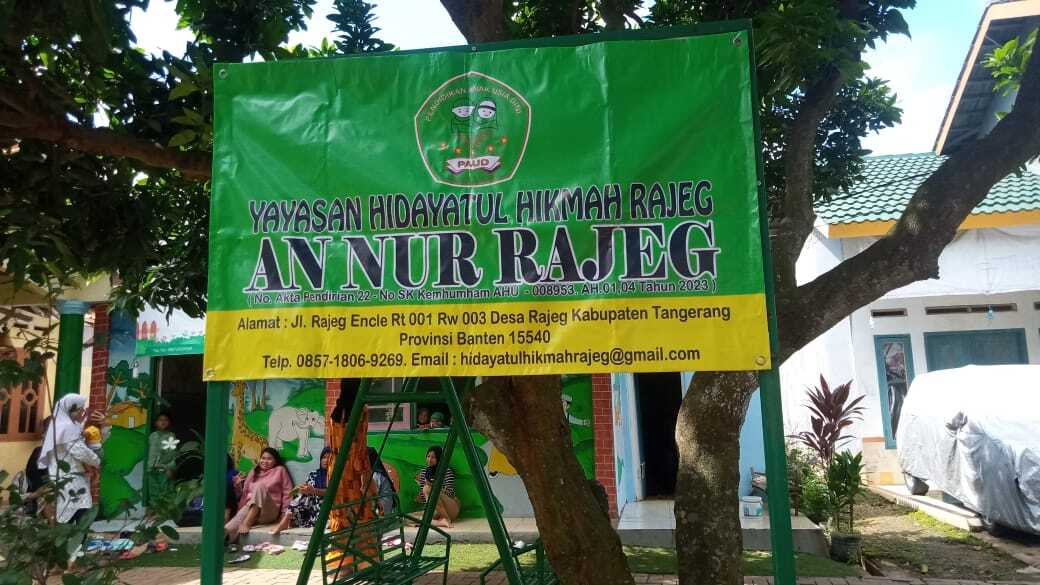 PENDIDIKAN ANAK USIA DINI
PAUD
YAYASAN HIDAYATUL HIKMAH RAJEG
AN NUR RAJEG
( No. Akta Pendirian 22 - No SK Kemhumham AHU - 008953. AH.01.04 Tahun 2023 )
Alamat : Jl. Rajeg Encle Rt 001 Rw 003 Desa Rajeg Kabupaten Tangerang
Provinsi Banten 15540
Telp. 0857-1806-9269. Email : hidayatulhikmahrajeg@gmail.com